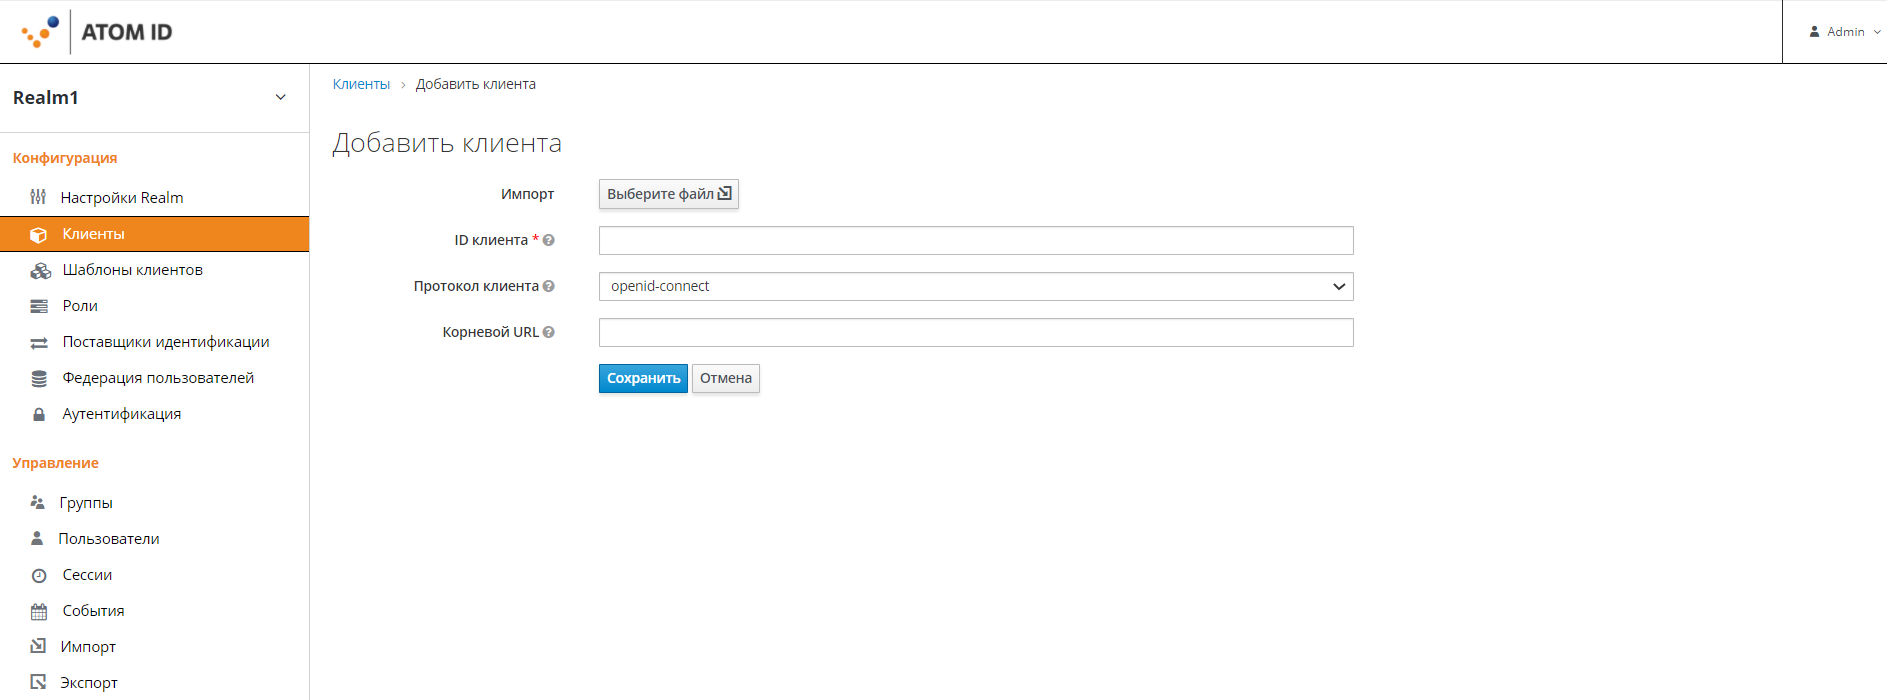 ATOM ID
Admin
Realm1
Конфигурация
Настройки Realm
Клиенты
Шаблоны клиентов
Роли
Поставщики идентификации
Федерация пользователей
Аутентификация
Управление
Группы
Пользователи
Сессии
События
Импорт
Экспорт
Клиенты › Добавить клиента
Добавить клиента
Импорт Выберите файл
ID клиента *
Протокол клиента openid-connect
Корневой URL
Сохранить Отмена